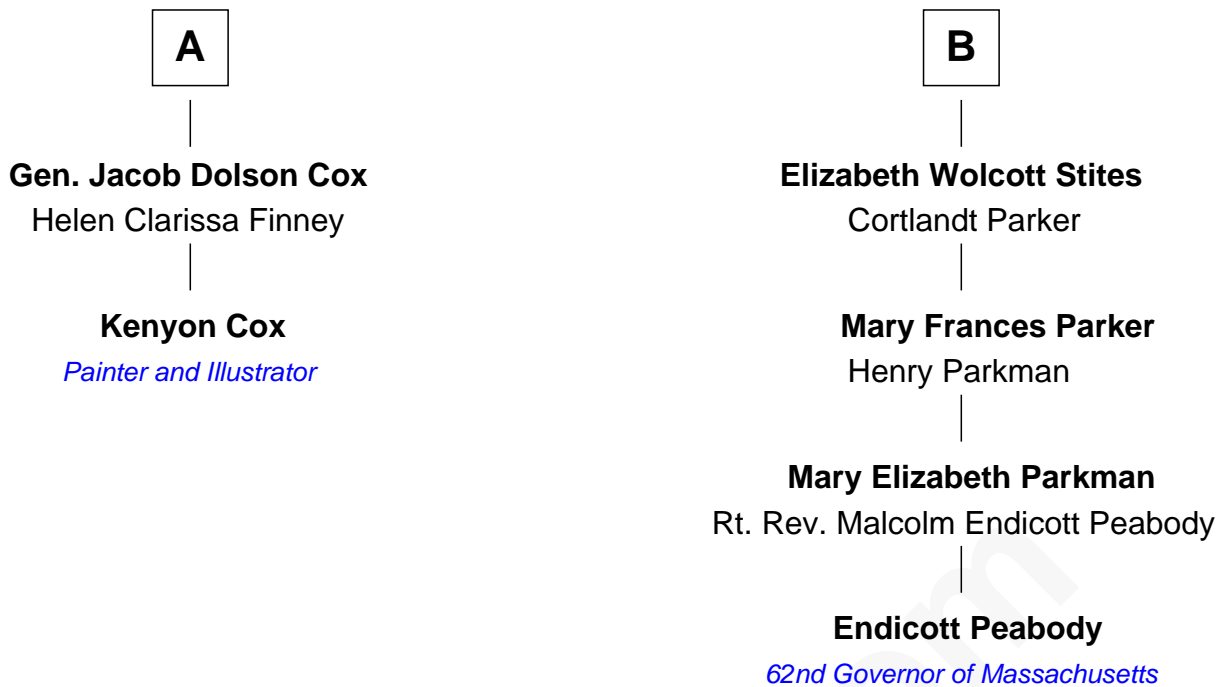 A
Gen. Jacob Dolson Cox
Helen Clarissa Finney
Kenyon Cox
Painter and Illustrator
B
Elizabeth Wolcott Stites
Cortlandt Parker
Mary Frances Parker
Henry Parkman
Mary Elizabeth Parkman
Rt. Rev. Malcolm Endicott Peabody
Endicott Peabody
62nd Governor of Massachusetts